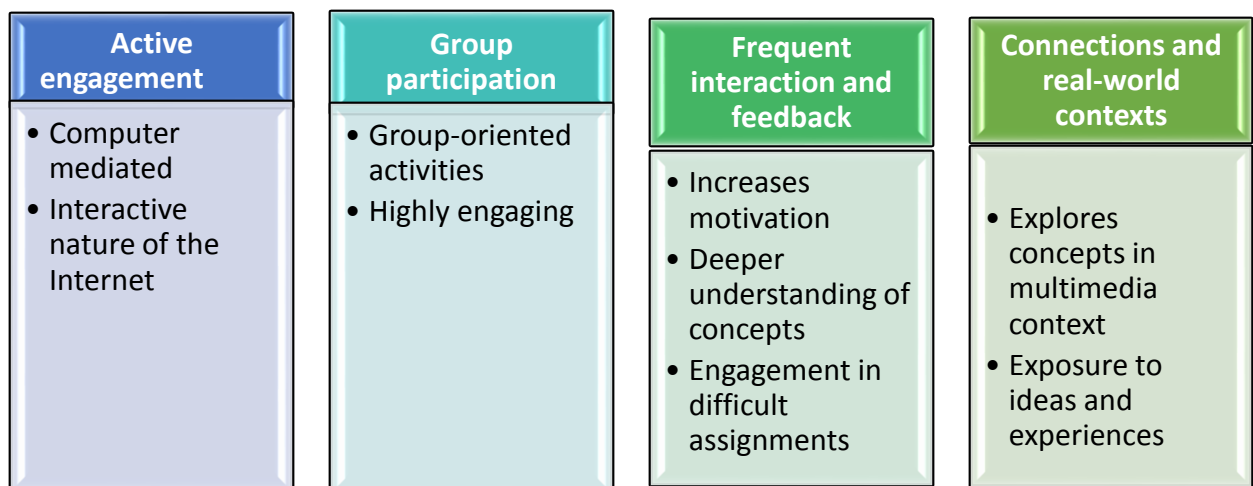 Active
engagement
• Computer
mediated
• Interactive
nature of the
Internet
Group
participation
• Group-oriented
activities
• Highly engaging
Frequent
interaction and
feedback
• Increases
motivation
• Deeper
understanding of
concepts
• Engagement in
difficult
assignments
Connections and
real-world
contexts
• Explores
concepts in
multimedia
context
• Exposure to
ideas and
experiences